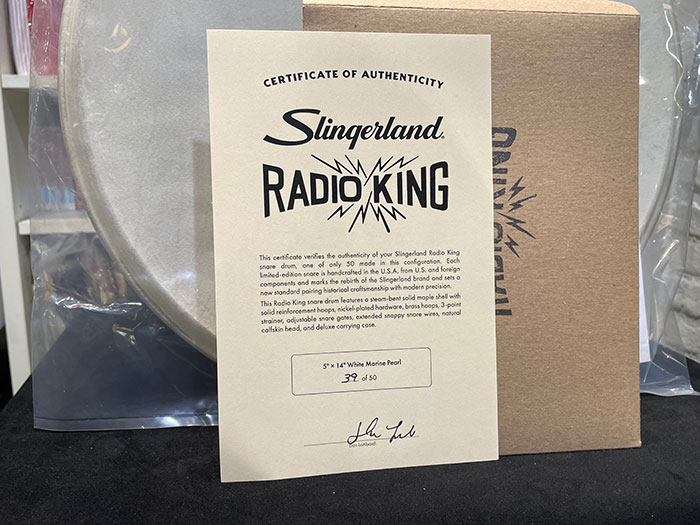 CERTIFICATE OF AUTHENTICITY
Slingerland
RADIO KING
This certificate verifies the authenticity of your Slingerland Radio King
snare drum, one of only 50 made in this configuration. Each
limited-edition snare is handcrafted in the U.S.A. from U.S. and foreign
components and marks the rebirth of the Slingerland brand and sets a
new standard pairing historical craftsmanship with modern precision.
This Radio King snare drum features a steam-bent solid maple shell with
solid reinforcement hoops, nickel-plated hardware, brass hoops, 3-point
strainer, adjustable snare gates, extended snappy snare wires, natural
calfskin head, and deluxe carrying case.
5" × 14" White Marine Pearl
39 of 50
Don Lombardi
KING
RADIO